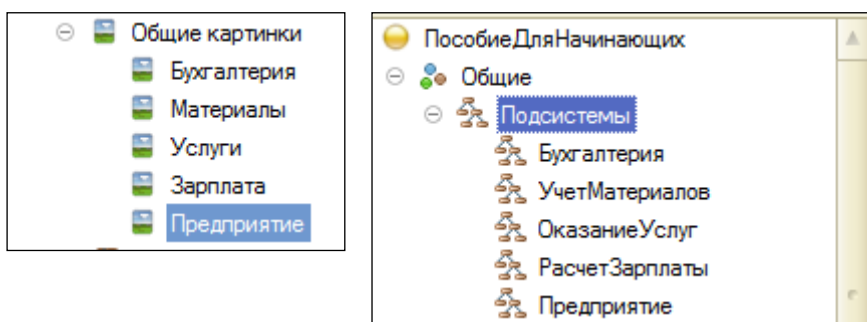 Общие картинки
Бухгалтерия
Материалы
Услуги
Зарплата
Предприятие
ПособиеДляНачинающих
Общие
Подсистемы
Бухгалтерия
УчетМатериалов
ОказаниеУслуг
РасчетЗарплаты
Предприятие